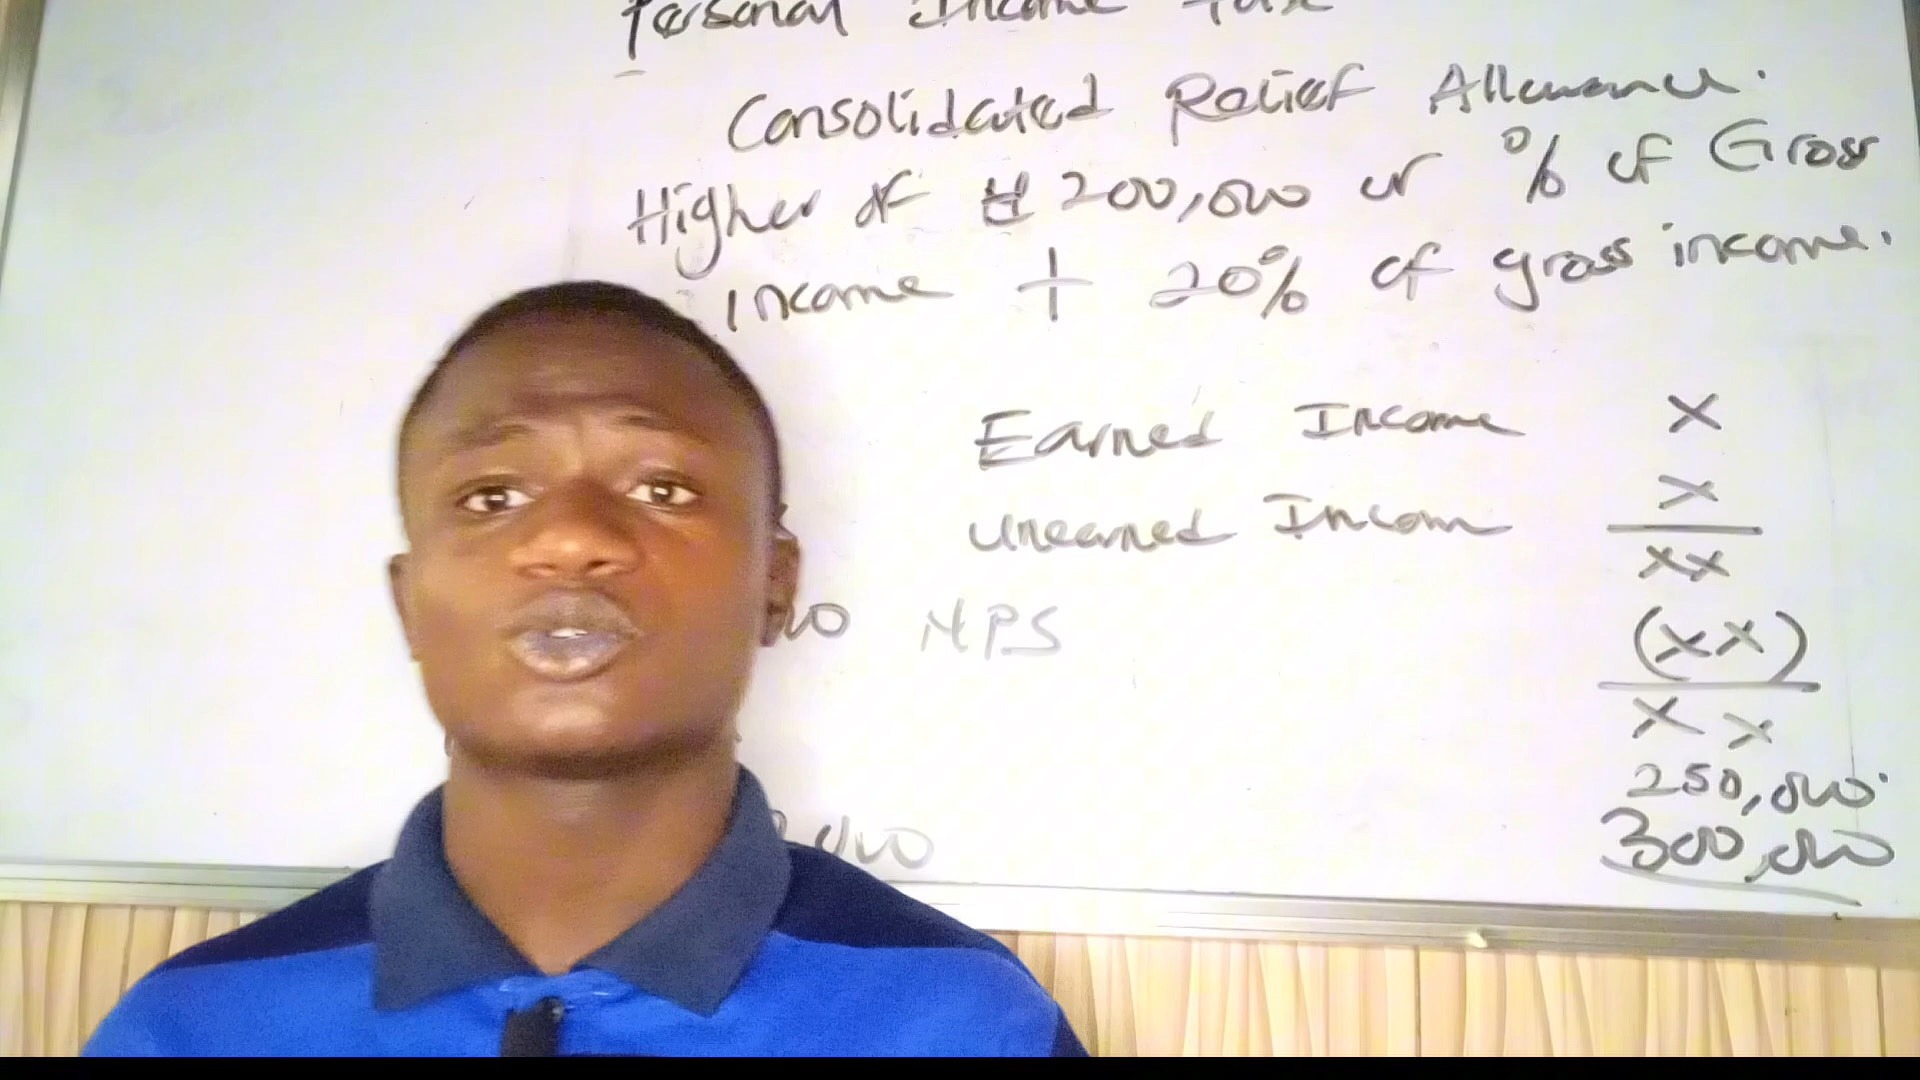 Personal Income Tax
Consolidated Relief Allowance.
Higher of ₦200,000 or % of Gross
income + 20% of gross income.
Earned Income X
Unearned Income X
XX
NPS (XX)
XX
250,000
300,000